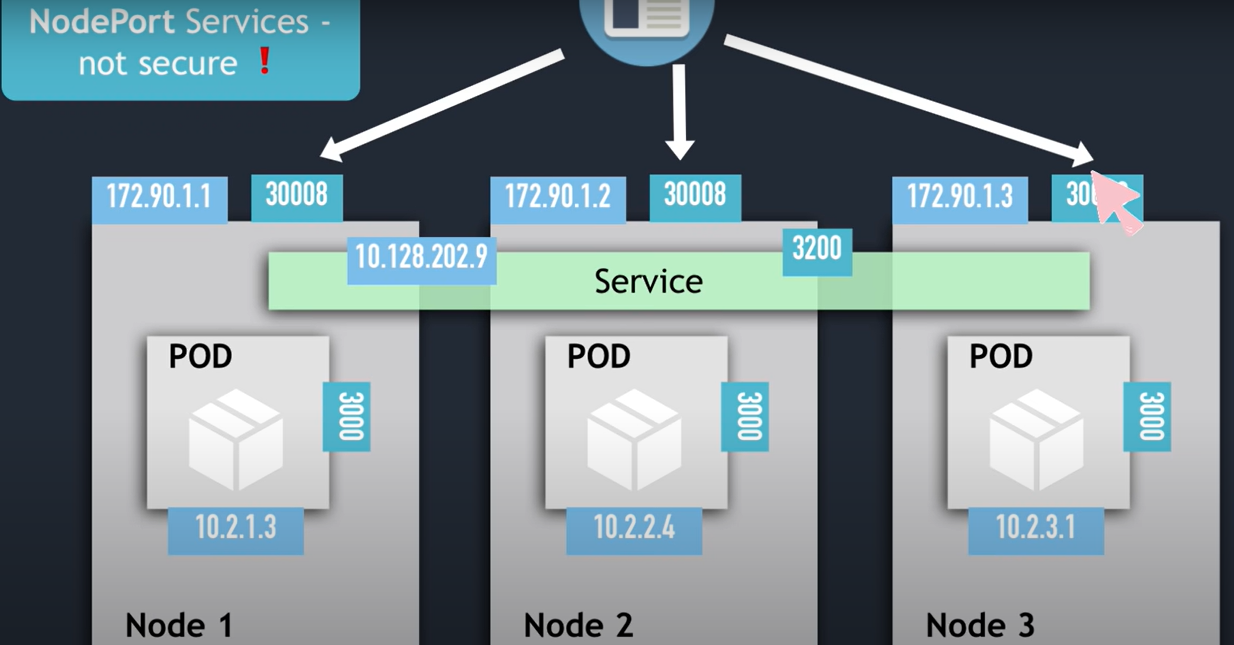 NodePort Services -
not secure !
172.90.1.1
30008
172.90.1.2
30008
172.90.1.3
10.128.202.9
Service
3200
POD
POD
POD
3000
3000
3000
10.2.1.3
10.2.2.4
10.2.3.1
Node 1
Node 2
Node 3